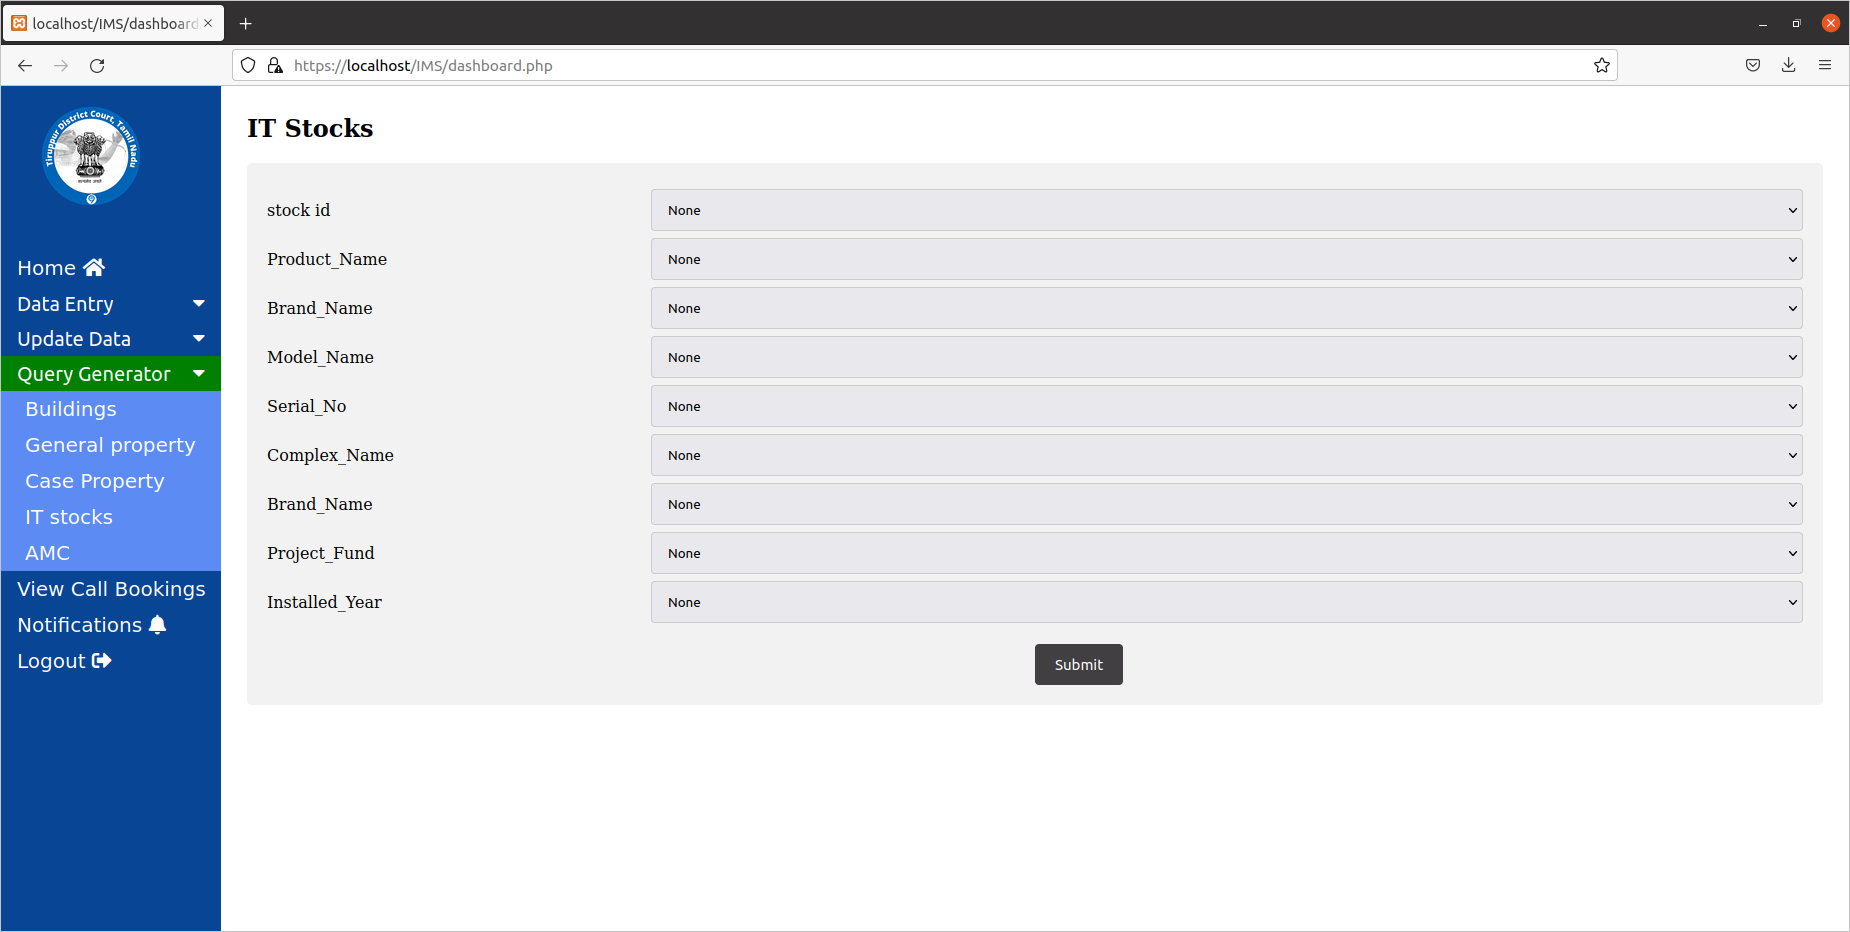 localhost/IMS/dashboard
https://localhost/IMS/dashboard.php
Tiruppur District Court, Tamil Nadu
Home
Data Entry
Update Data
Query Generator
Buildings
General property
Case Property
IT stocks
AMC
View Call Bookings
Notifications
Logout
IT Stocks
stock id None
Product_Name None
Brand_Name None
Model_Name None
Serial_No None
Complex_Name None
Brand_Name None
Project_Fund None
Installed_Year None
Submit